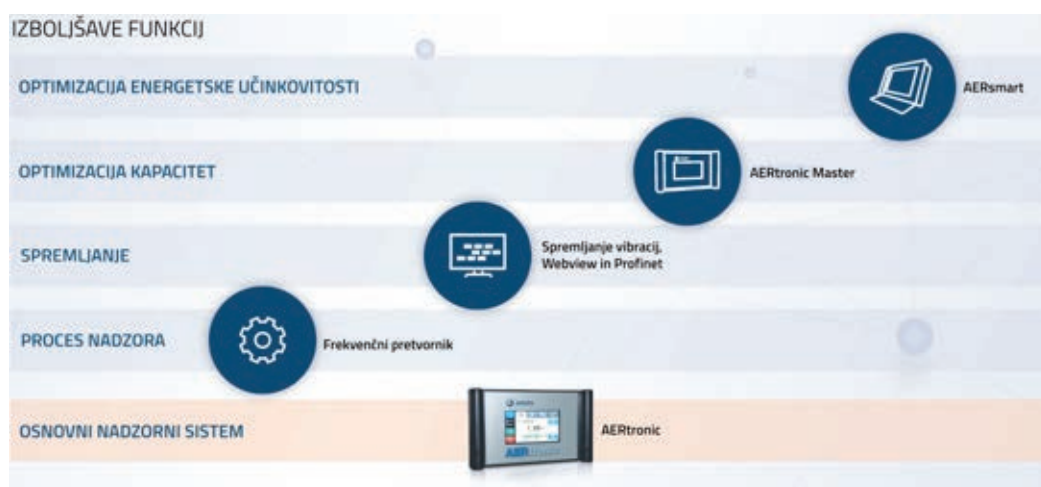 IZBOLJŠAVE FUNKCIJ
OPTIMIZACIJA ENERGETSKE UČINKOVITOSTI
AERsmart
OPTIMIZACIJA KAPACITET
AERtronic Master
SPREMLJANJE
Spremljanje vibracij,
Webview in Profinet
PROCES NADZORA
Frekvenčni pretvornik
OSNOVNI NADZORNI SISTEM
AERtronic